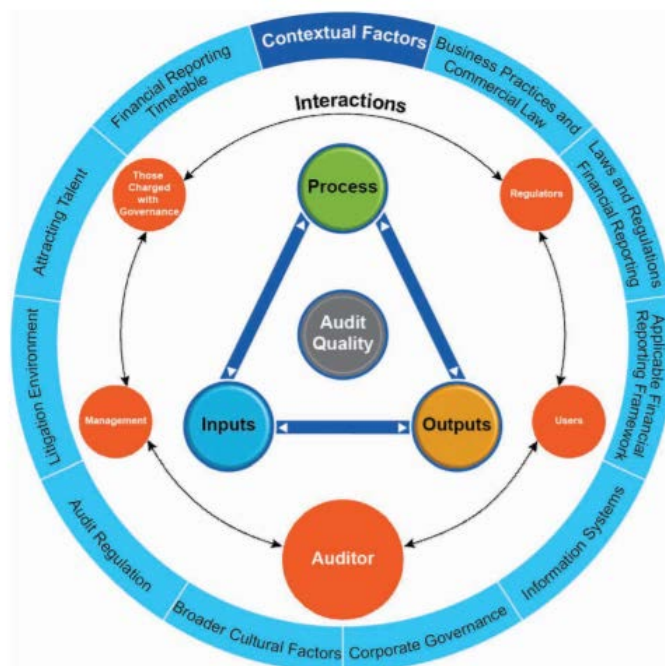 Contextual Factors
Business Practices and
Commercial Law
Laws and Regulations
Financial Reporting
Applicable Financial
Reporting Framework
Information Systems
Corporate Governance
Broader Cultural Factors
Audit Regulation
Litigation Environment
Attracting Talent
Financial Reporting
Timetable
Interactions
Those
Charged
with
Governance
Process
Regulators
Audit
Quality
Management
Inputs
Outputs
Users
Auditor